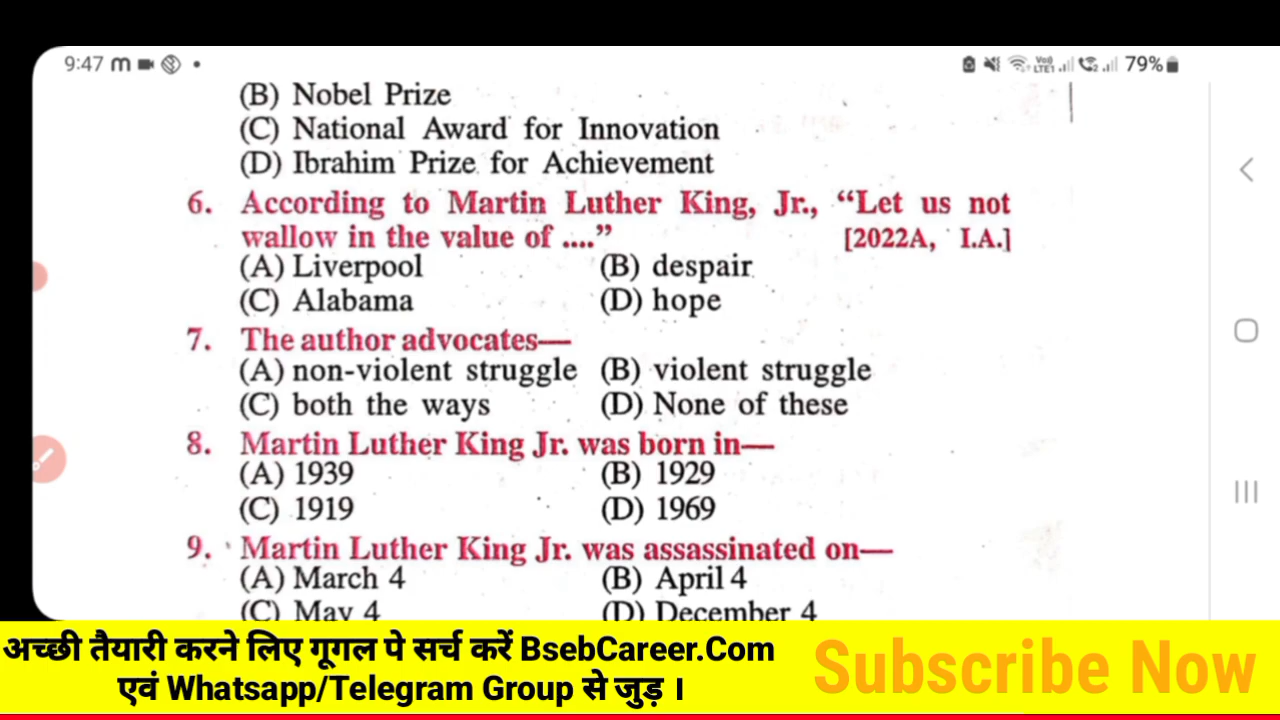 9:47 m
Vo)) LTE1 79%
(B) Nobel Prize
(C) National Award for Innovation
(D) Ibrahim Prize for Achievement
6. According to Martin Luther King, Jr., “Let us not
wallow in the value of ....” [2022A, I.A.]
(A) Liverpool (B) despair
(C) Alabama (D) hope
7. The author advocates—
(A) non-violent struggle (B) violent struggle
(C) both the ways (D) None of these
8. Martin Luther King Jr. was born in—
(A) 1939 (B) 1929
(C) 1919 (D) 1969
9. Martin Luther King Jr. was assassinated on—
(A) March 4 (B) April 4
(C) May 4 (D) December 4
अच्छी तैयारी करने लिए गूगल पे सर्च करें BsebCareer.Com
एवं Whatsapp/Telegram Group से जुड़ ।
Subscribe Now